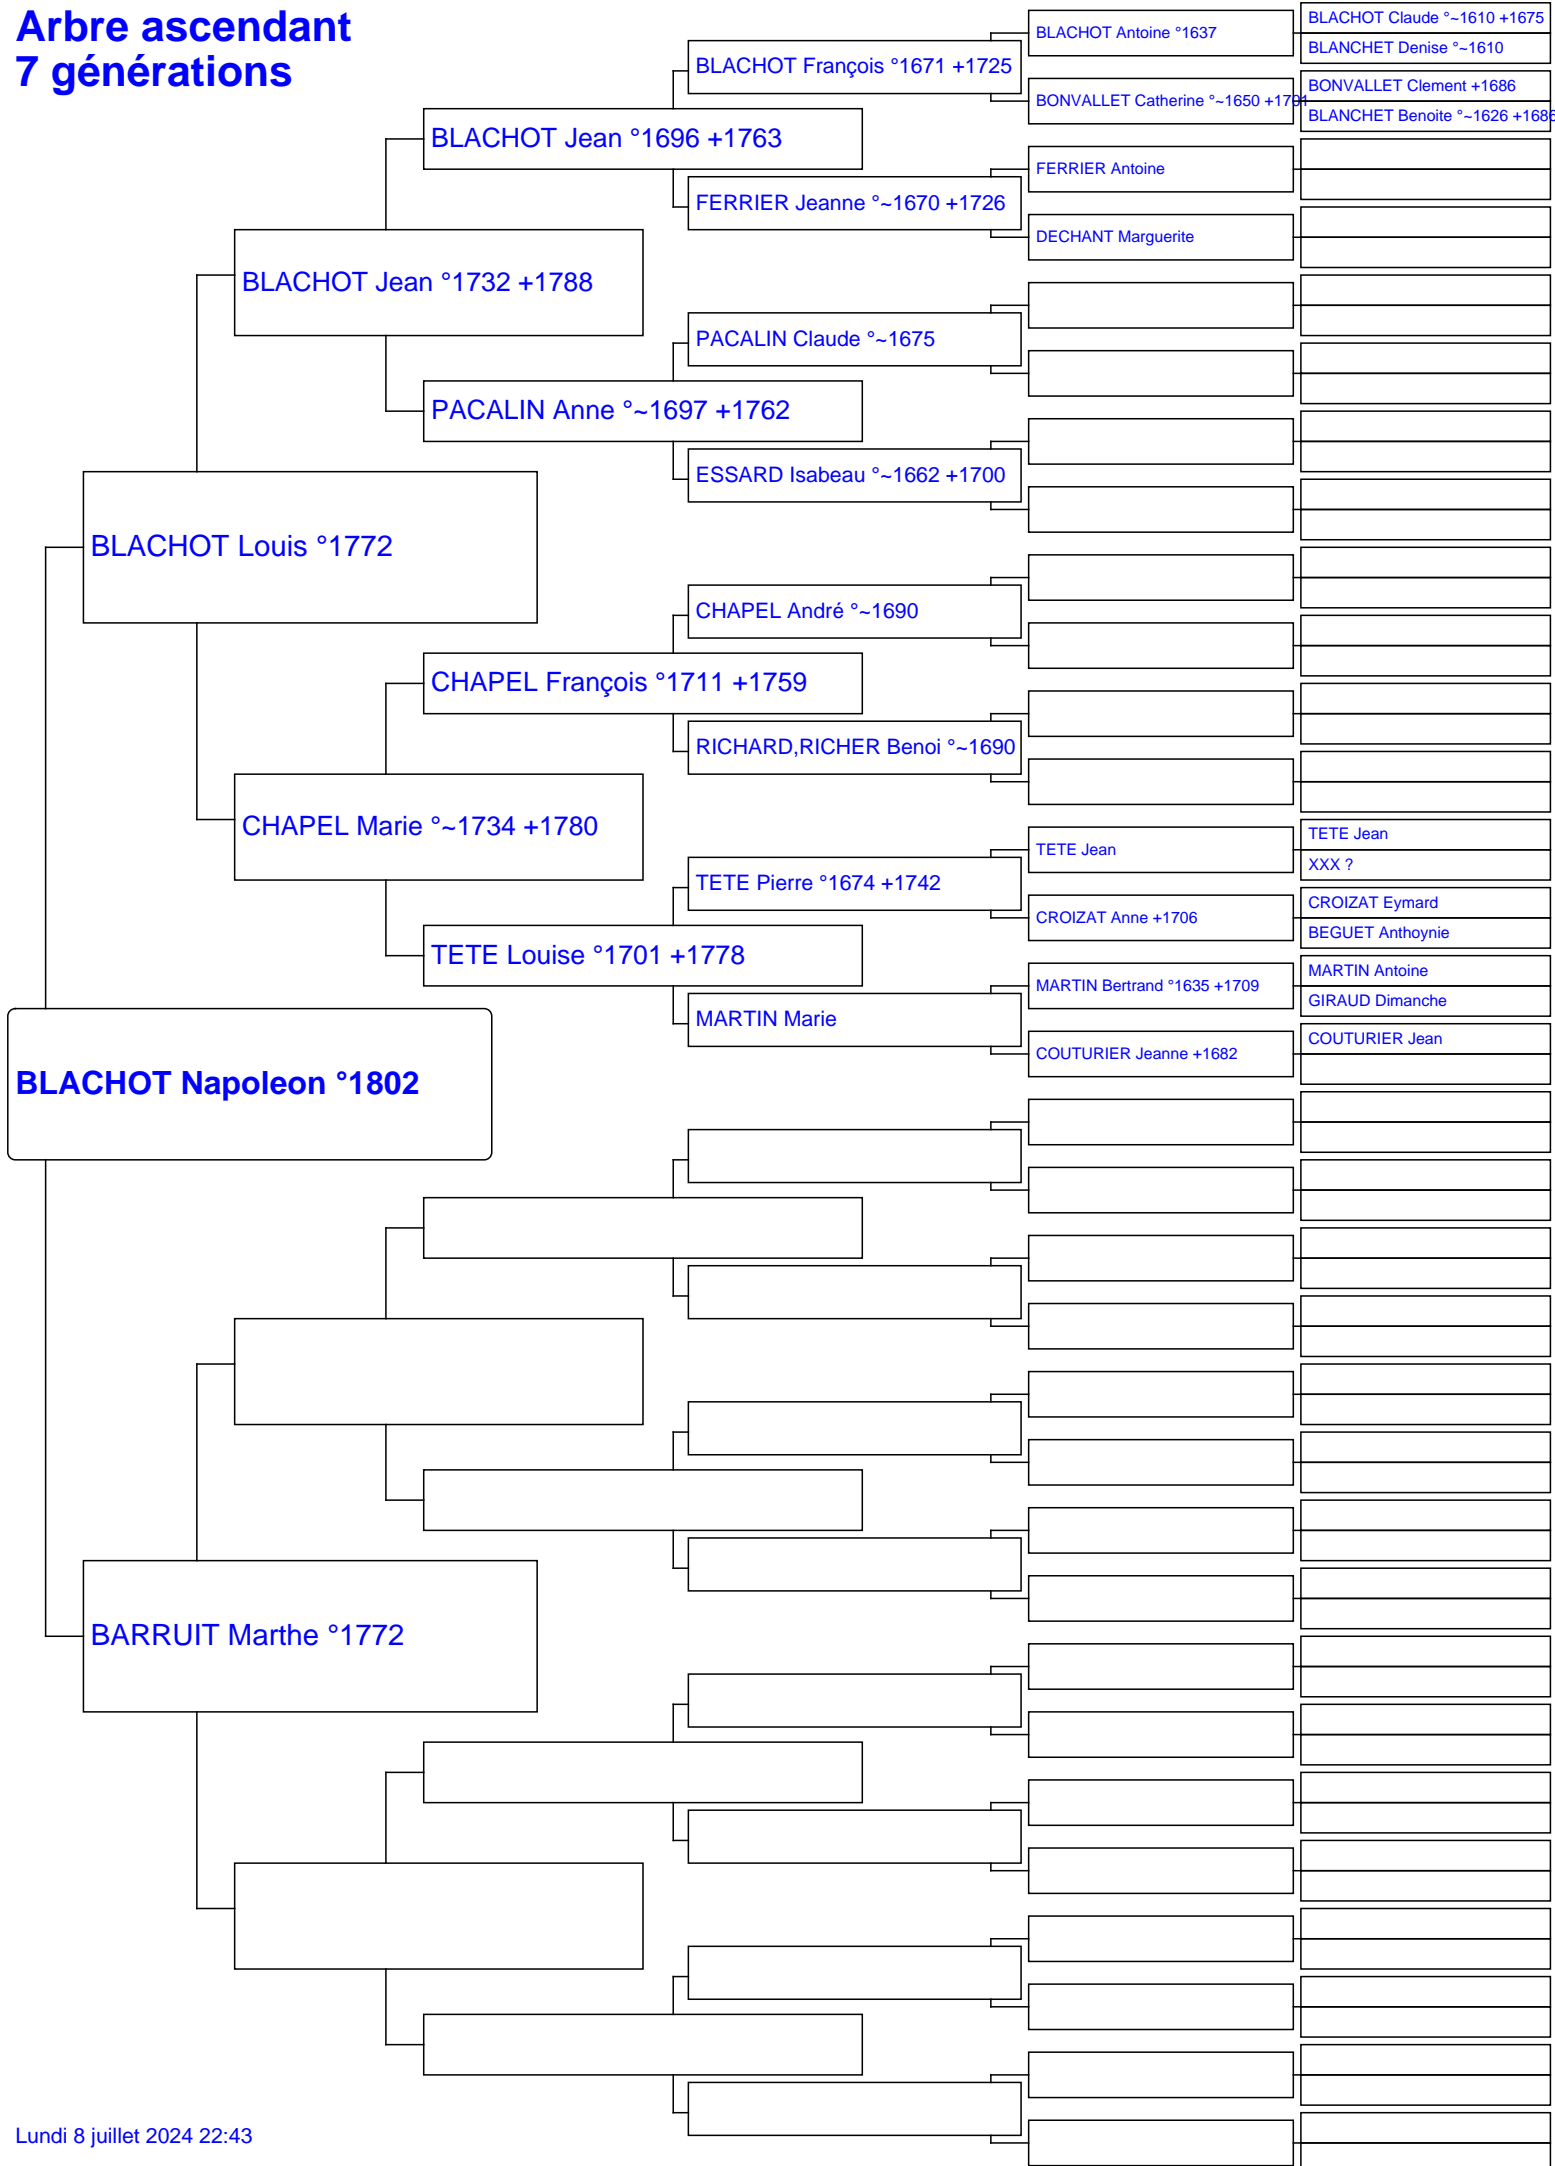 Arbre ascendant
7 générations
BLACHOT Claude °~1610 +1675
BLACHOT Antoine °1637
BLANCHET Denise °~1610
BLACHOT François °1671 +1725
BONVALLET Clement +1686
BONVALLET Catherine °~1650 +1701
BLANCHET Benoite °~1626 +1686
BLACHOT Jean °1696 +1763
FERRIER Antoine
FERRIER Jeanne °~1670 +1726
DECHANT Marguerite
BLACHOT Jean °1732 +1788
PACALIN Claude °~1675
PACALIN Anne °~1697 +1762
ESSARD Isabeau °~1662 +1700
BLACHOT Louis °1772
CHAPEL André °~1690
CHAPEL François °1711 +1759
RICHARD,RICHER Benoi °~1690
CHAPEL Marie °~1734 +1780
TETE Jean
TETE Jean
XXX ?
TETE Pierre °1674 +1742
CROIZAT Eymard
CROIZAT Anne +1706
BEGUET Anthoynie
TETE Louise °1701 +1778
MARTIN Antoine
MARTIN Bertrand °1635 +1709
GIRAUD Dimanche
MARTIN Marie
COUTURIER Jean
COUTURIER Jeanne +1682
BLACHOT Napoleon °1802
BARRUIT Marthe °1772
Lundi 8 juillet 2024 22:43